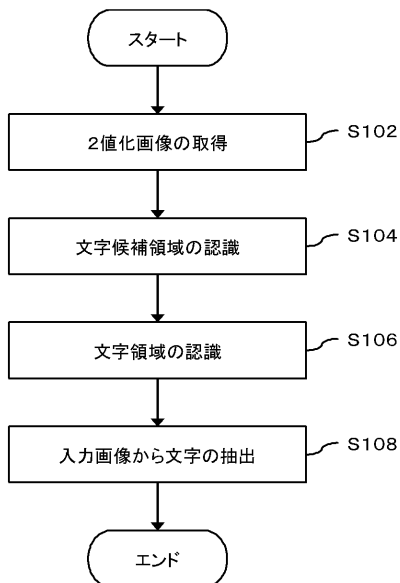 スタート
2値化画像の取得
S102
文字候補領域の認識
S104
文字領域の認識
S106
入力画像から文字の抽出
S108
エンド